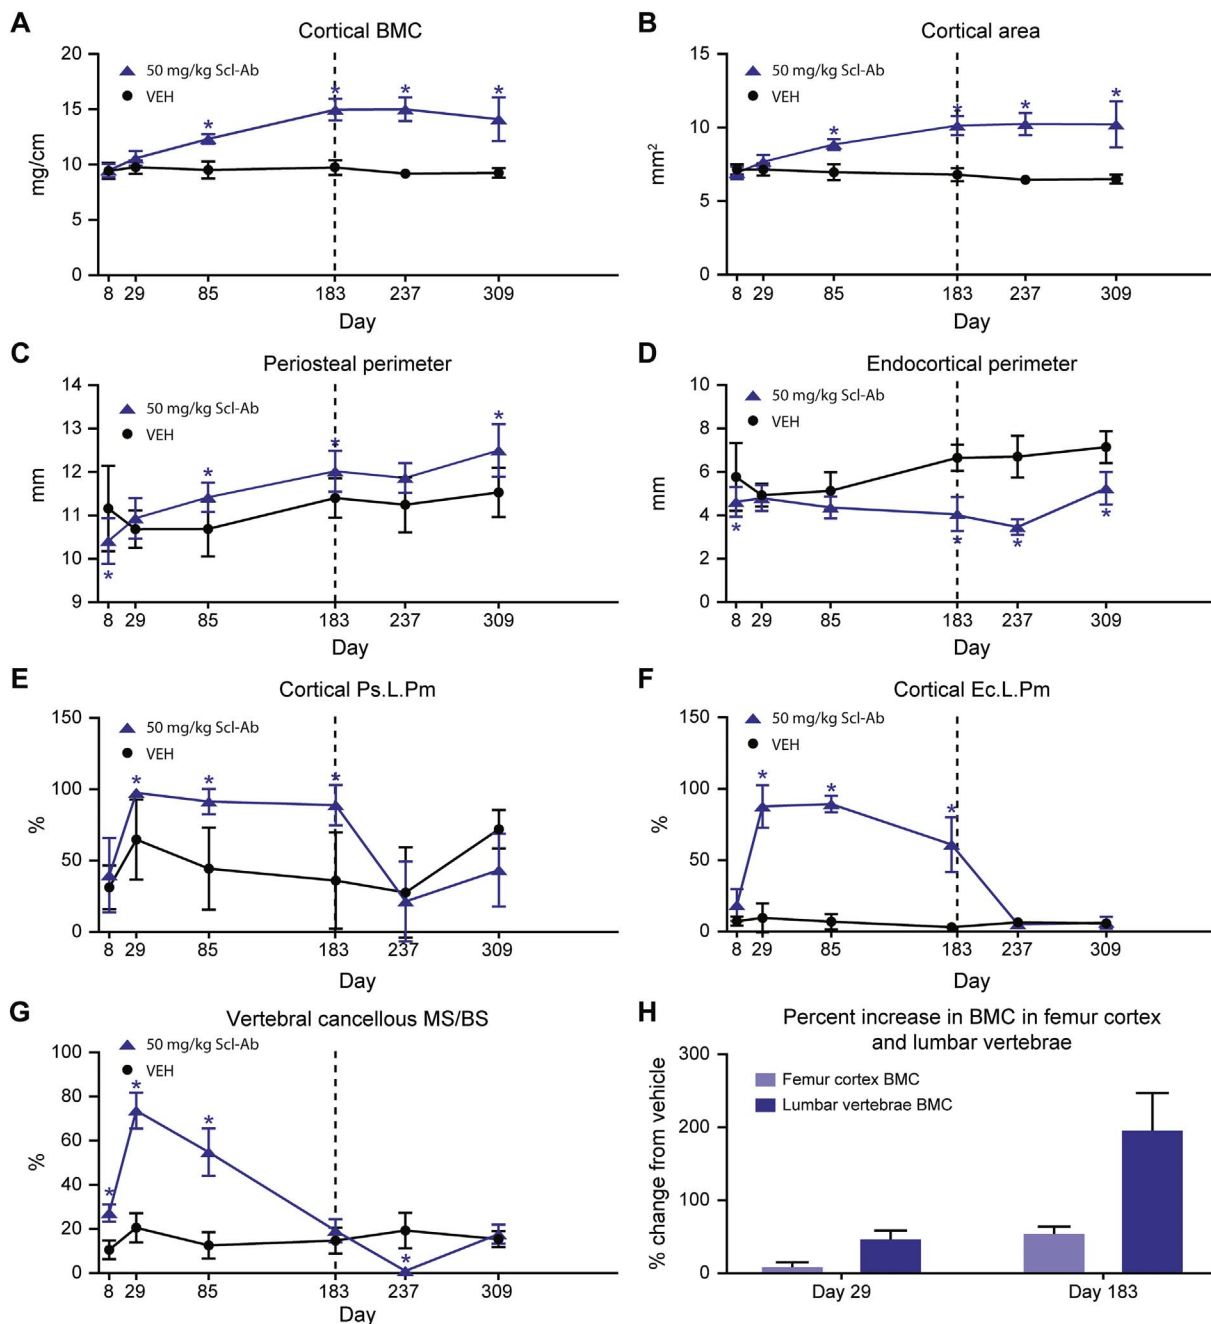 A
Cortical BMC
50 mg/kg Scl-Ab
VEH
mg/cm
20
15
10
5
0
* * * *
8 29 85 183 237 309
Day
B
Cortical area
50 mg/kg Scl-Ab
VEH
mm²
15
10
5
0
* * * *
8 29 85 183 237 309
Day
C
Periosteal perimeter
50 mg/kg Scl-Ab
VEH
mm
14
13
12
11
10
9
* * * *
8 29 85 183 237 309
Day
D
Endocortical perimeter
50 mg/kg Scl-Ab
VEH
mm
10
8
6
4
2
0
* * * *
8 29 85 183 237 309
Day
E
Cortical Ps.L.Pm
50 mg/kg Scl-Ab
VEH
%
150
100
50
0
* * *
8 29 85 183 237 309
Day
F
Cortical Ec.L.Pm
50 mg/kg Scl-Ab
VEH
%
150
100
50
0
* * *
8 29 85 183 237 309
Day
G
Vertebral cancellous MS/BS
50 mg/kg Scl-Ab
VEH
%
100
80
60
40
20
0
* * * *
8 29 85 183 237 309
Day
H
Percent increase in BMC in femur cortex
and lumbar vertebrae
Femur cortex BMC
Lumbar vertebrae BMC
% change from vehicle
300
200
100
0
Day 29 Day 183